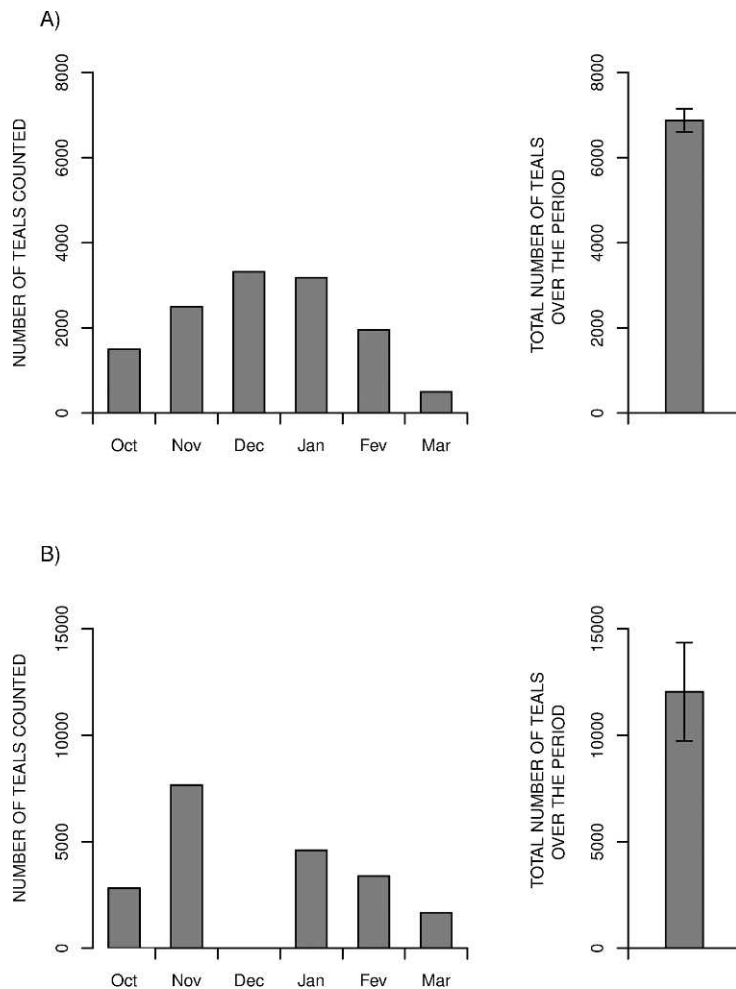 A)
NUMBER OF TEALS COUNTED
0
2000
4000
6000
8000
Oct Nov Dec Jan Fev Mar
TOTAL NUMBER OF TEALS
OVER THE PERIOD
0
2000
4000
6000
8000
B)
NUMBER OF TEALS COUNTED
0
5000
10000
15000
Oct Nov Dec Jan Fev Mar
TOTAL NUMBER OF TEALS
OVER THE PERIOD
0
5000
10000
15000